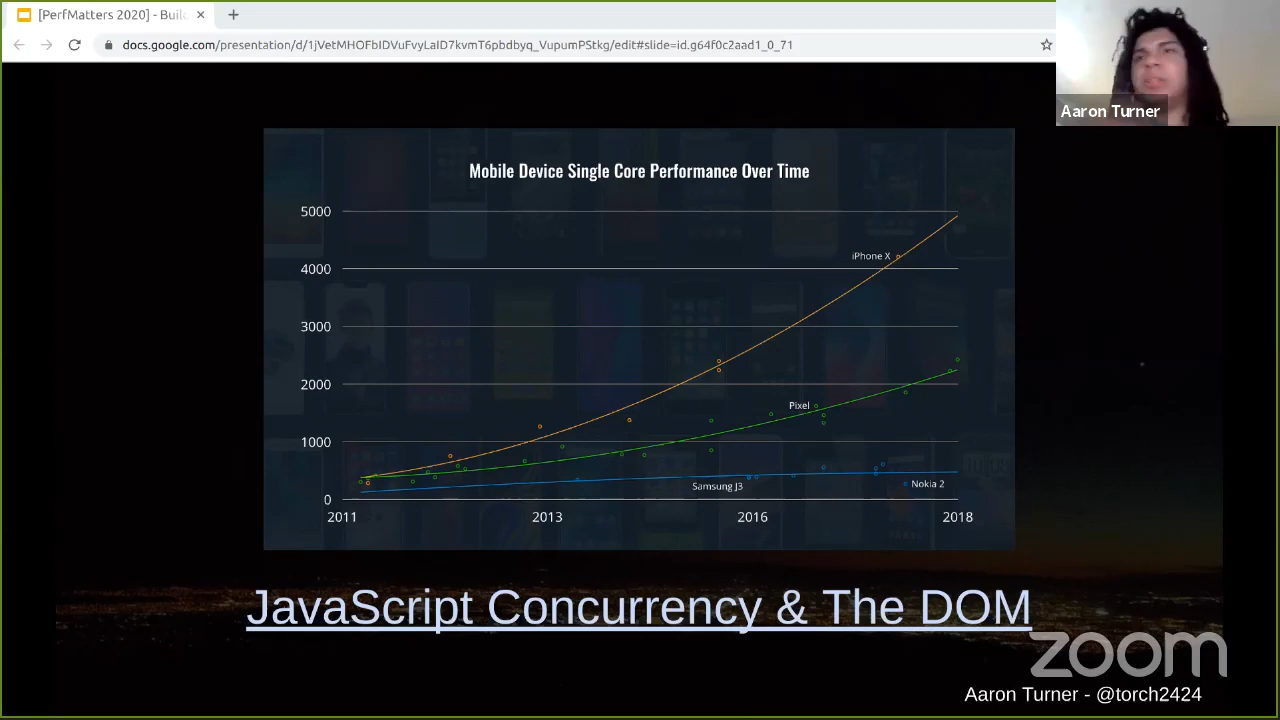 [PerfMatters 2020] - Buil
docs.google.com/presentation/d/1jVetMHOFbIDVuFvyLaID7kvmT6pbdbyq_VupumPStkg/edit#slide=id.g64f0c2aad1_0_71
Aaron Turner
Mobile Device Single Core Performance Over Time
5000
4000
3000
2000
1000
0
iPhone X
Pixel
Samsung J3
Nokia 2
2011 2013 2016 2018
JavaScript Concurrency & The DOM
zoom
Aaron Turner - @torch2424